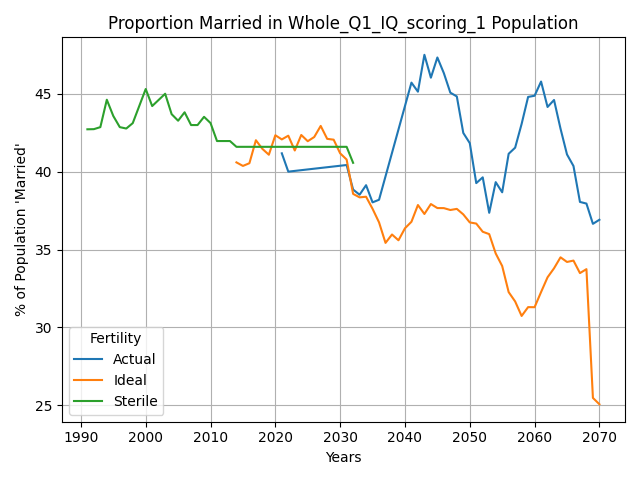 Proportion Married in Whole_Q1_IQ_scoring_1 Population
% of Population 'Married'
45
40
35
30
25
Fertility
Actual
Ideal
Sterile
1990 2000 2010 2020 2030 2040 2050 2060 2070
Years